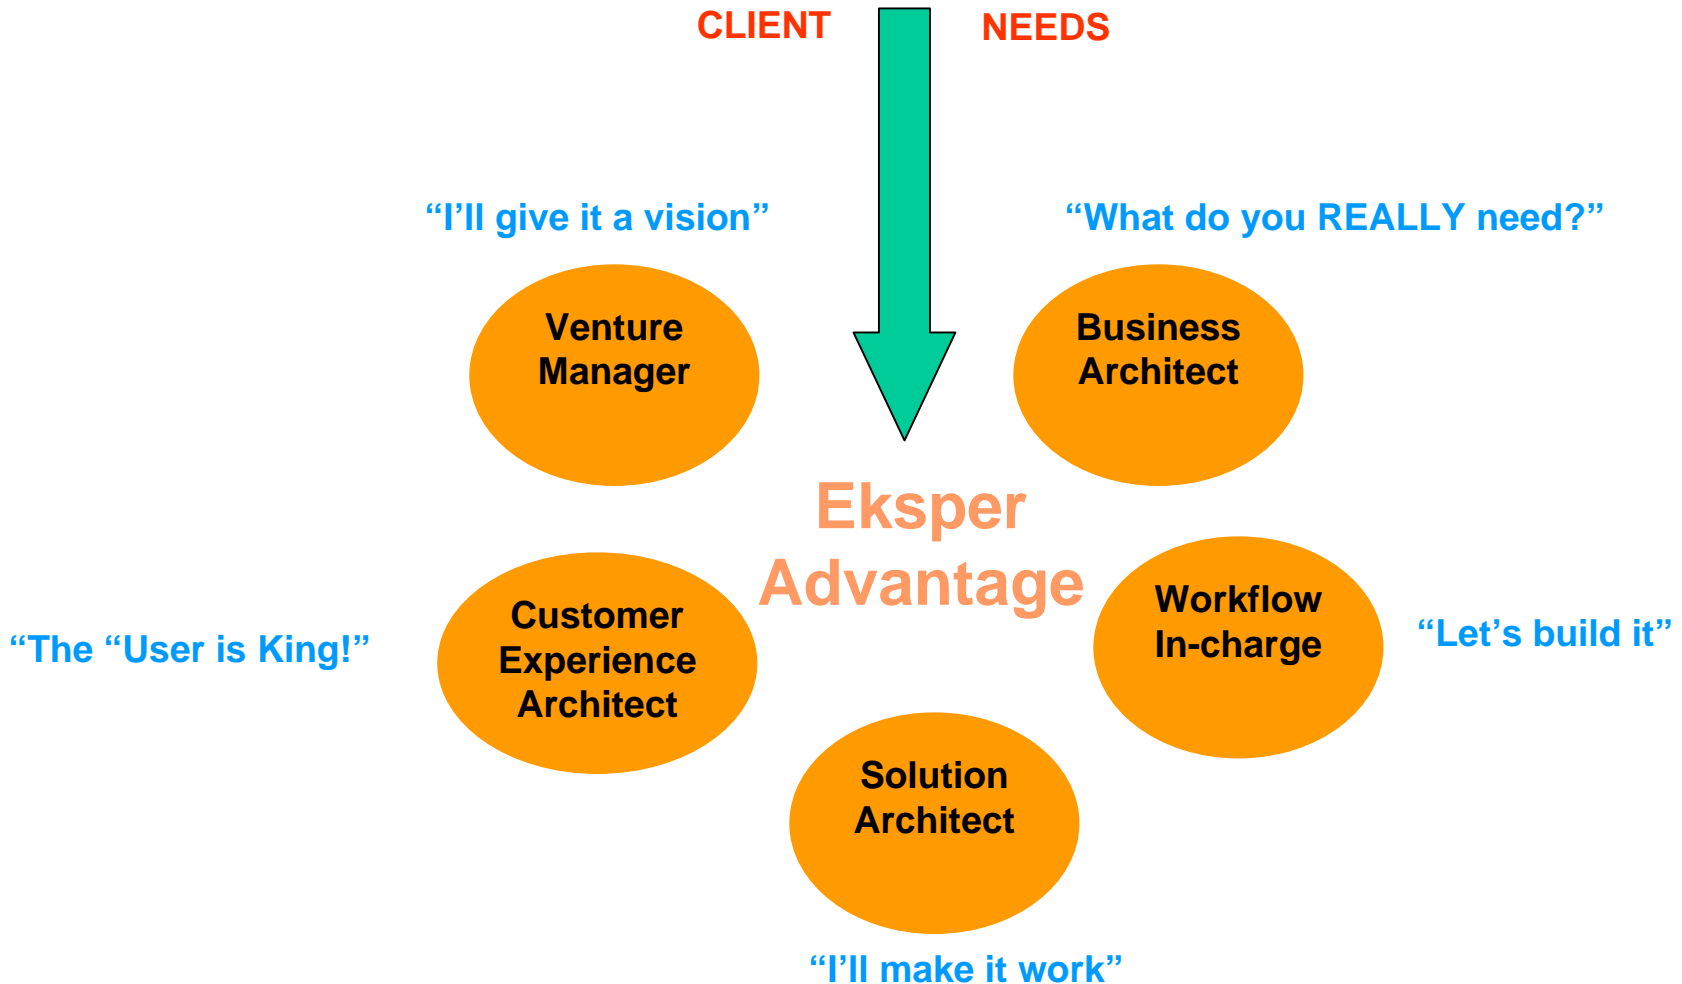 CLIENT NEEDS
“I’ll give it a vision”
“What do you REALLY need?”
Venture
Manager
Business
Architect
Eksper
Advantage
“The “User is King!”
Customer
Experience
Architect
Workflow
In-charge
“Let’s build it”
Solution
Architect
“I’ll make it work”